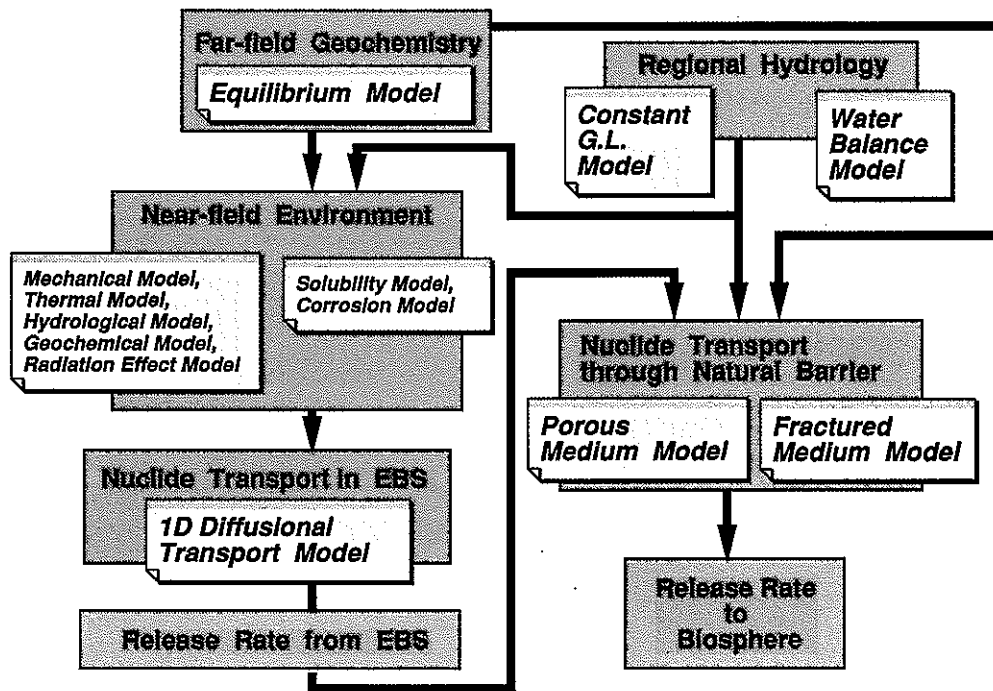 Far-field Geochemistry
Equilibrium Model
Regional Hydrology
Constant
G.L.
Model
Water
Balance
Model
Near-field Environment
Mechanical Model,
Thermal Model,
Hydrological Model,
Geochemical Model,
Radiation Effect Model
Solubility Model,
Corrosion Model
Nuclide Transport
through Natural Barrier
Porous
Medium Model
Fractured
Medium Model
Nuclide Transport in EBS
1D Diffusional
Transport Model
Release Rate from EBS
Release Rate
to
Biosphere